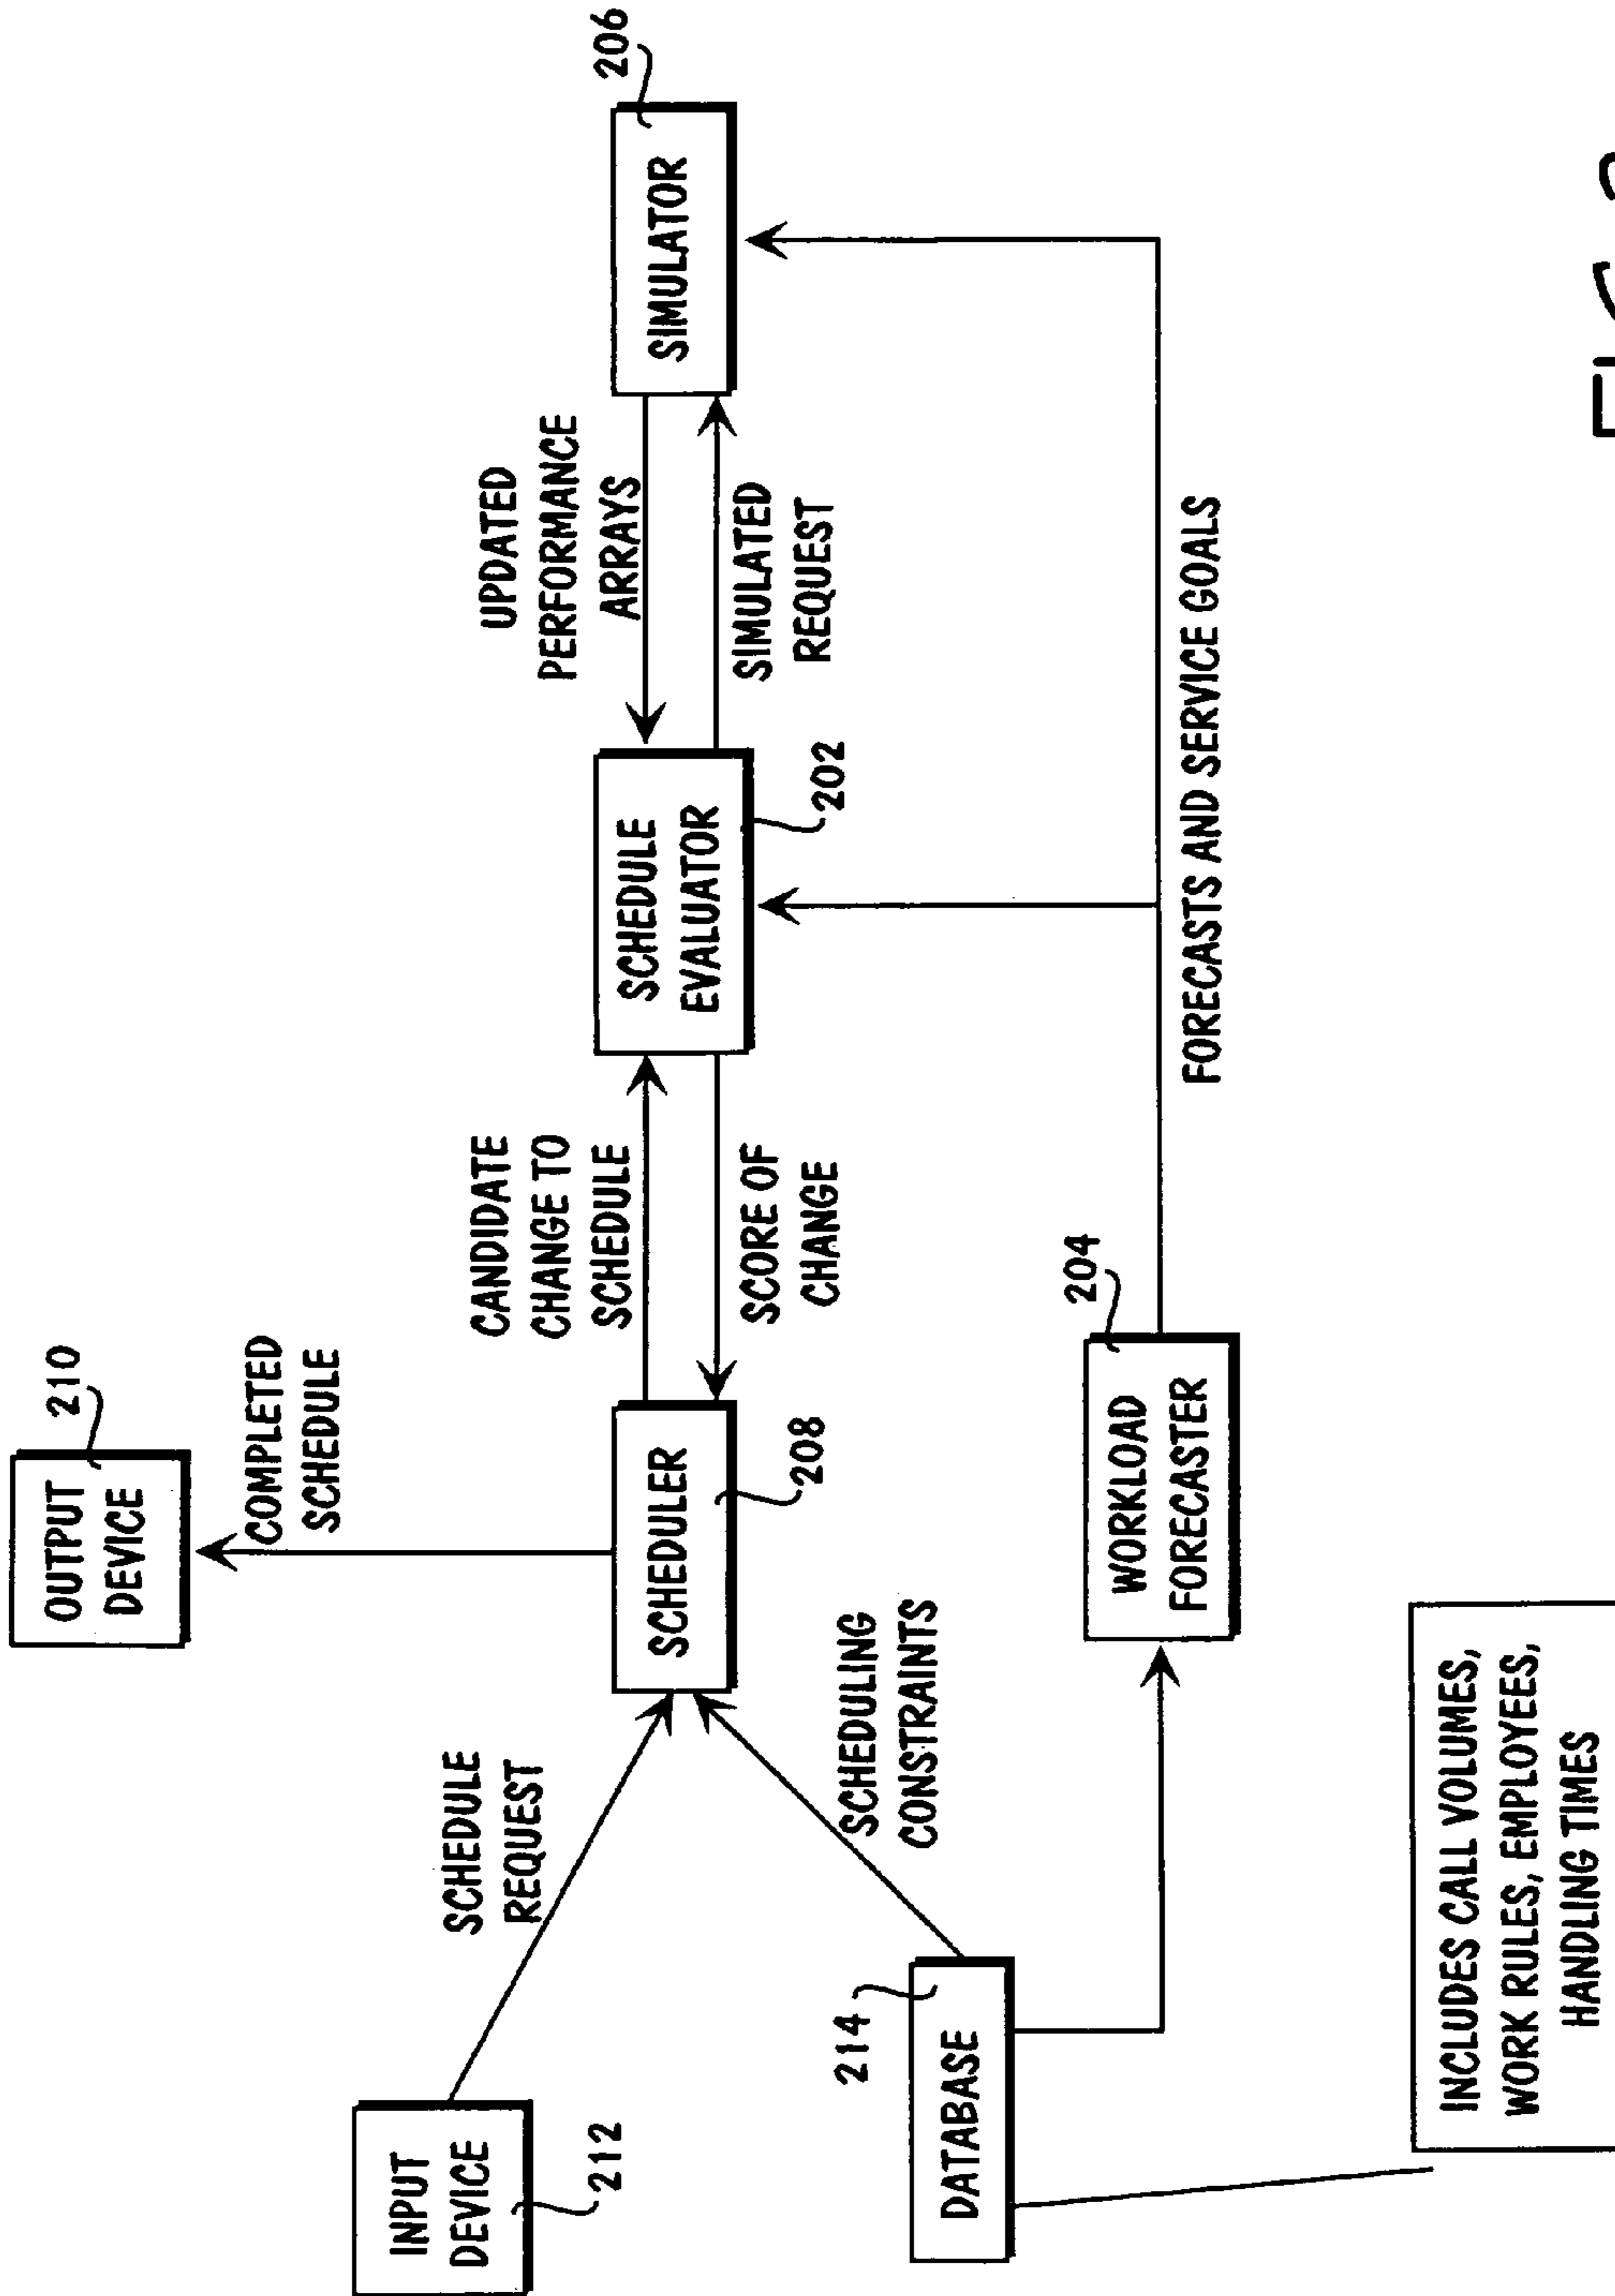 OUTPUT
DEVICE
210
COMPLETED
SCHEDULE
INPUT
DEVICE
212
SCHEDULE
REQUEST
SCHEDULER
208
CANDIDATE
CHANGE TO
SCHEDULE
SCORE OF
CHANGE
SCHEDULE
EVALUATOR
202
UPDATED
PERFORMANCE
ARRAYS
SIMULATED
REQUEST
SIMULATOR
206
DATABASE
214
SCHEDULING
CONSTRAINTS
WORKLOAD
FORECASTER
204
FORECASTS AND SERVICE GOALS
INCLUDES CALL VOLUMES,
WORK RULES, EMPLOYEES,
HANDLING TIMES